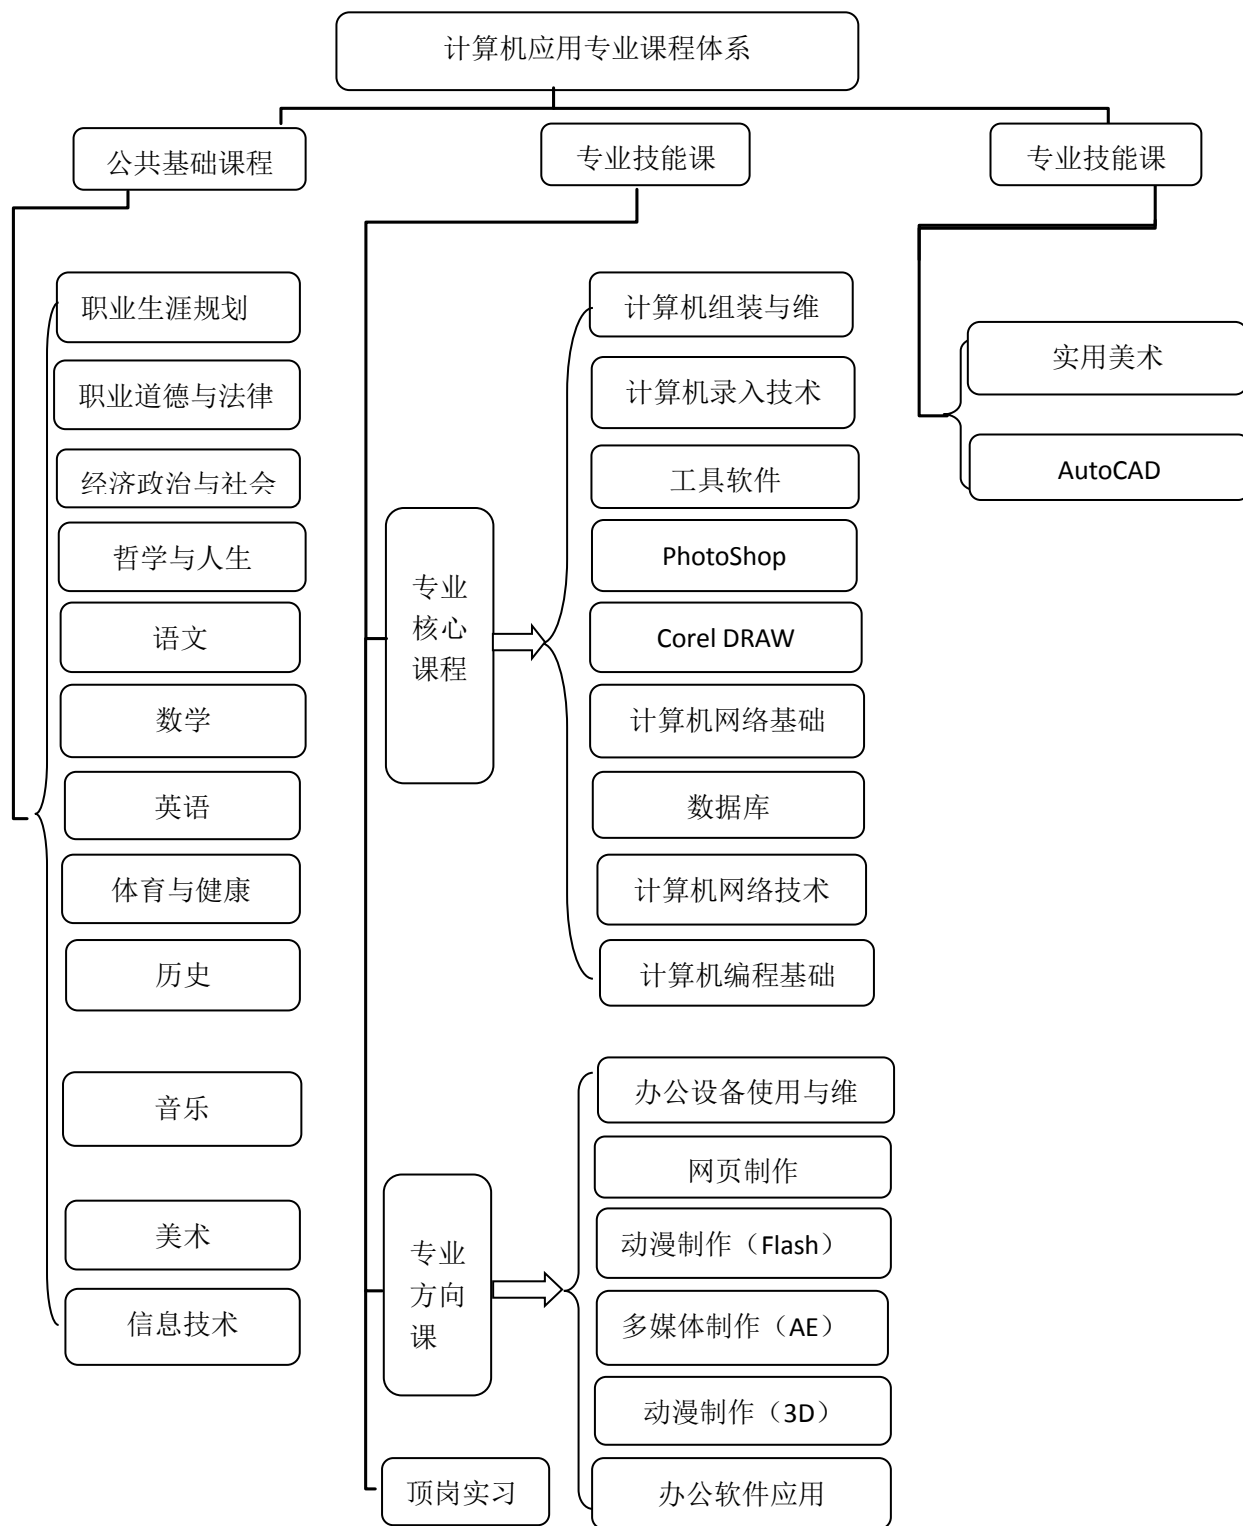 计算机应用专业课程体系
公共基础课程
专业技能课
专业技能课
职业生涯规划
职业道德与法律
经济政治与社会
哲学与人生
语文
数学
英语
体育与健康
历史
音乐
美术
信息技术
专业
核心
课程
计算机组装与维
计算机录入技术
工具软件
PhotoShop
Corel DRAW
计算机网络基础
数据库
计算机网络技术
计算机编程基础
专业
方向
课
办公设备使用与维
网页制作
动漫制作（Flash）
多媒体制作（AE）
动漫制作（3D）
办公软件应用
顶岗实习
实用美术
AutoCAD